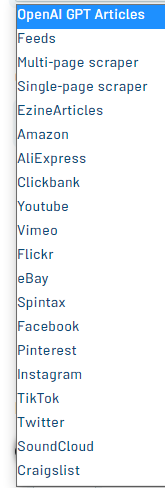 OpenAI GPT Articles
Feeds
Multi-page scraper
Single-page scraper
EzineArticles
Amazon
AliExpress
Clickbank
Youtube
Vimeo
Flickr
eBay
Spintax
Facebook
Pinterest
Instagram
TikTok
Twitter
SoundCloud
Craigslist